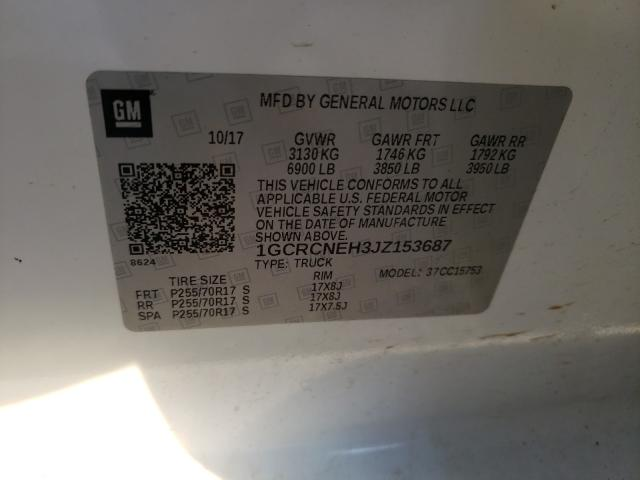 GM
MFD BY GENERAL MOTORS LLC
10/17 GVWR GAWR FRT GAWR RR
3130 KG 1746 KG 1792 KG
6900 LB 3850 LB 3950 LB
THIS VEHICLE CONFORMS TO ALL
APPLICABLE U.S. FEDERAL MOTOR
VEHICLE SAFETY STANDARDS IN EFFECT
ON THE DATE OF MANUFACTURE
SHOWN ABOVE.
8624 1GCRCNEH3JZ153687
TYPE: TRUCK MODEL: 37CC15753
TIRE SIZE RIM
FRT P255/70R17 S 17X8J
RR P255/70R17 S 17X8J
SPA P255/70R17 S 17X7.5J